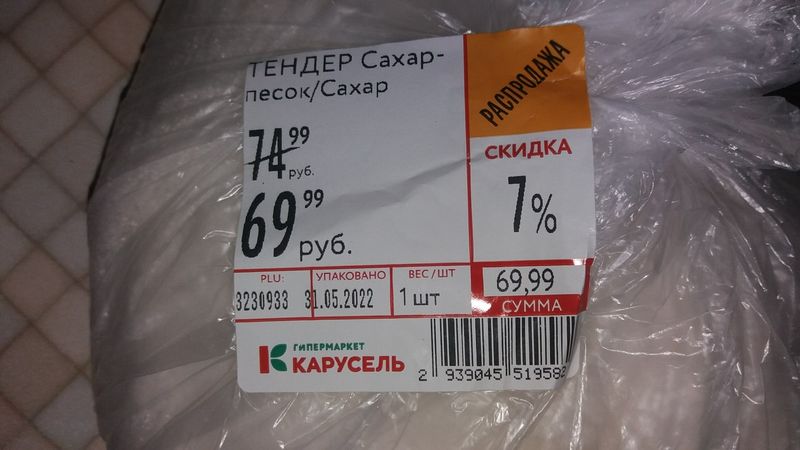 ТЕНДЕР Сахар-
песок/Сахар
74 99
руб.
69 99
руб.
РАСПРОДАЖА
СКИДКА
7%
PLU:
3230933
УПАКОВАНО
31.05.2022
ВЕС/ШТ
1 шт
69,99
СУММА
ГИПЕРМАРКЕТ
КАРУСЕЛЬ
2 939045 519582